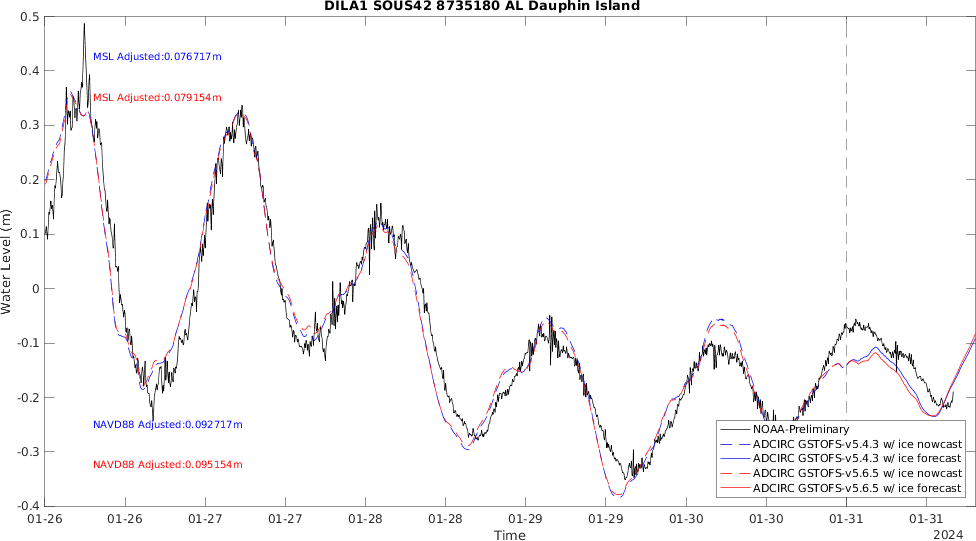 DILA1 SOUS42 8735180 AL Dauphin Island
0.5
0.4
0.3
0.2
0.1
0
-0.1
-0.2
-0.3
-0.4
Water Level (m)
MSL Adjusted:0.076717m
MSL Adjusted:0.079154m
NAVD88 Adjusted:0.092717m
NAVD88 Adjusted:0.095154m
NOAA-Preliminary
ADCIRC GSTOFS-v5.4.3 w/ ice nowcast
ADCIRC GSTOFS-v5.4.3 w/ ice forecast
ADCIRC GSTOFS-v5.6.5 w/ ice nowcast
ADCIRC GSTOFS-v5.6.5 w/ ice forecast
01-26 01-26 01-27 01-27 01-28 01-28 01-29 01-29 01-30 01-30 01-31 01-31
Time
2024